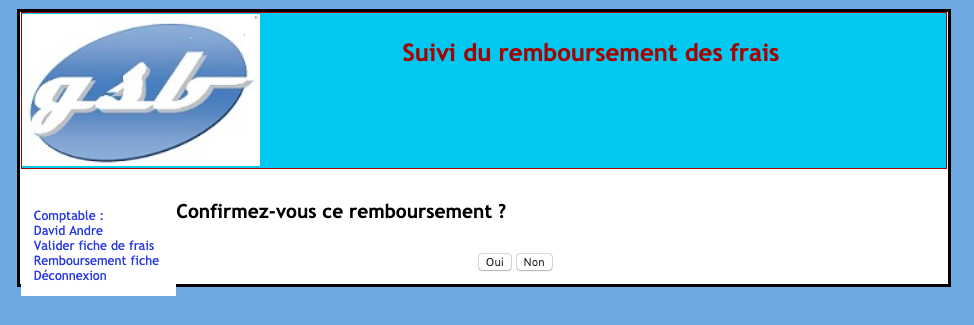 gsb
Suivi du remboursement des frais
Comptable :
David Andre
Valider fiche de frais
Remboursement fiche
Déconnexion
Confirmez-vous ce remboursement ?
Oui Non